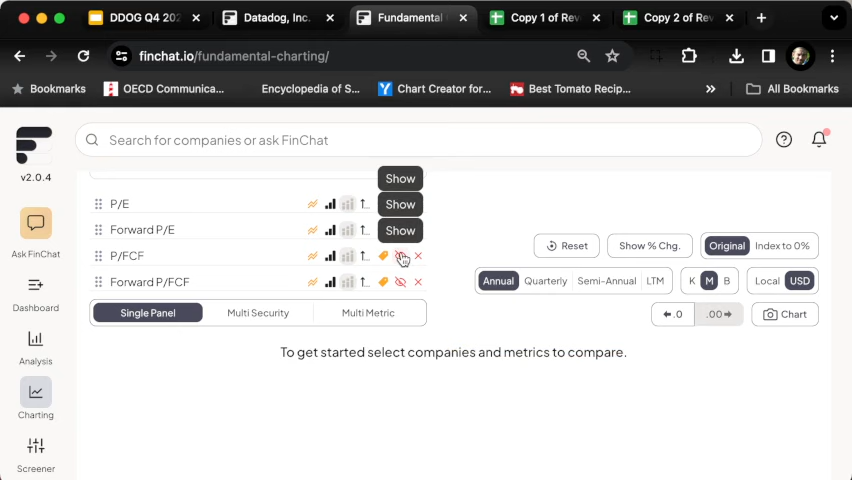 DDOG Q4 202
Datadog, Inc.
Fundamental
Copy 1 of Rev
Copy 2 of Rev
finchat.io/fundamental-charting/
Bookmarks
OECD Communica...
Encyclopedia of S...
Chart Creator for...
Best Tomato Recip...
All Bookmarks
v2.0.4
Search for companies or ask FinChat
Ask FinChat
Dashboard
Analysis
Charting
Screener
Show
P/E
Show
Forward P/E
Show
P/FCF
Forward P/FCF
Reset
Show % Chg.
Original
Index to 0%
Annual
Quarterly
Semi-Annual
LTM
K
M
B
Local
USD
Single Panel
Multi Security
Multi Metric
.0
.00
Chart
To get started select companies and metrics to compare.